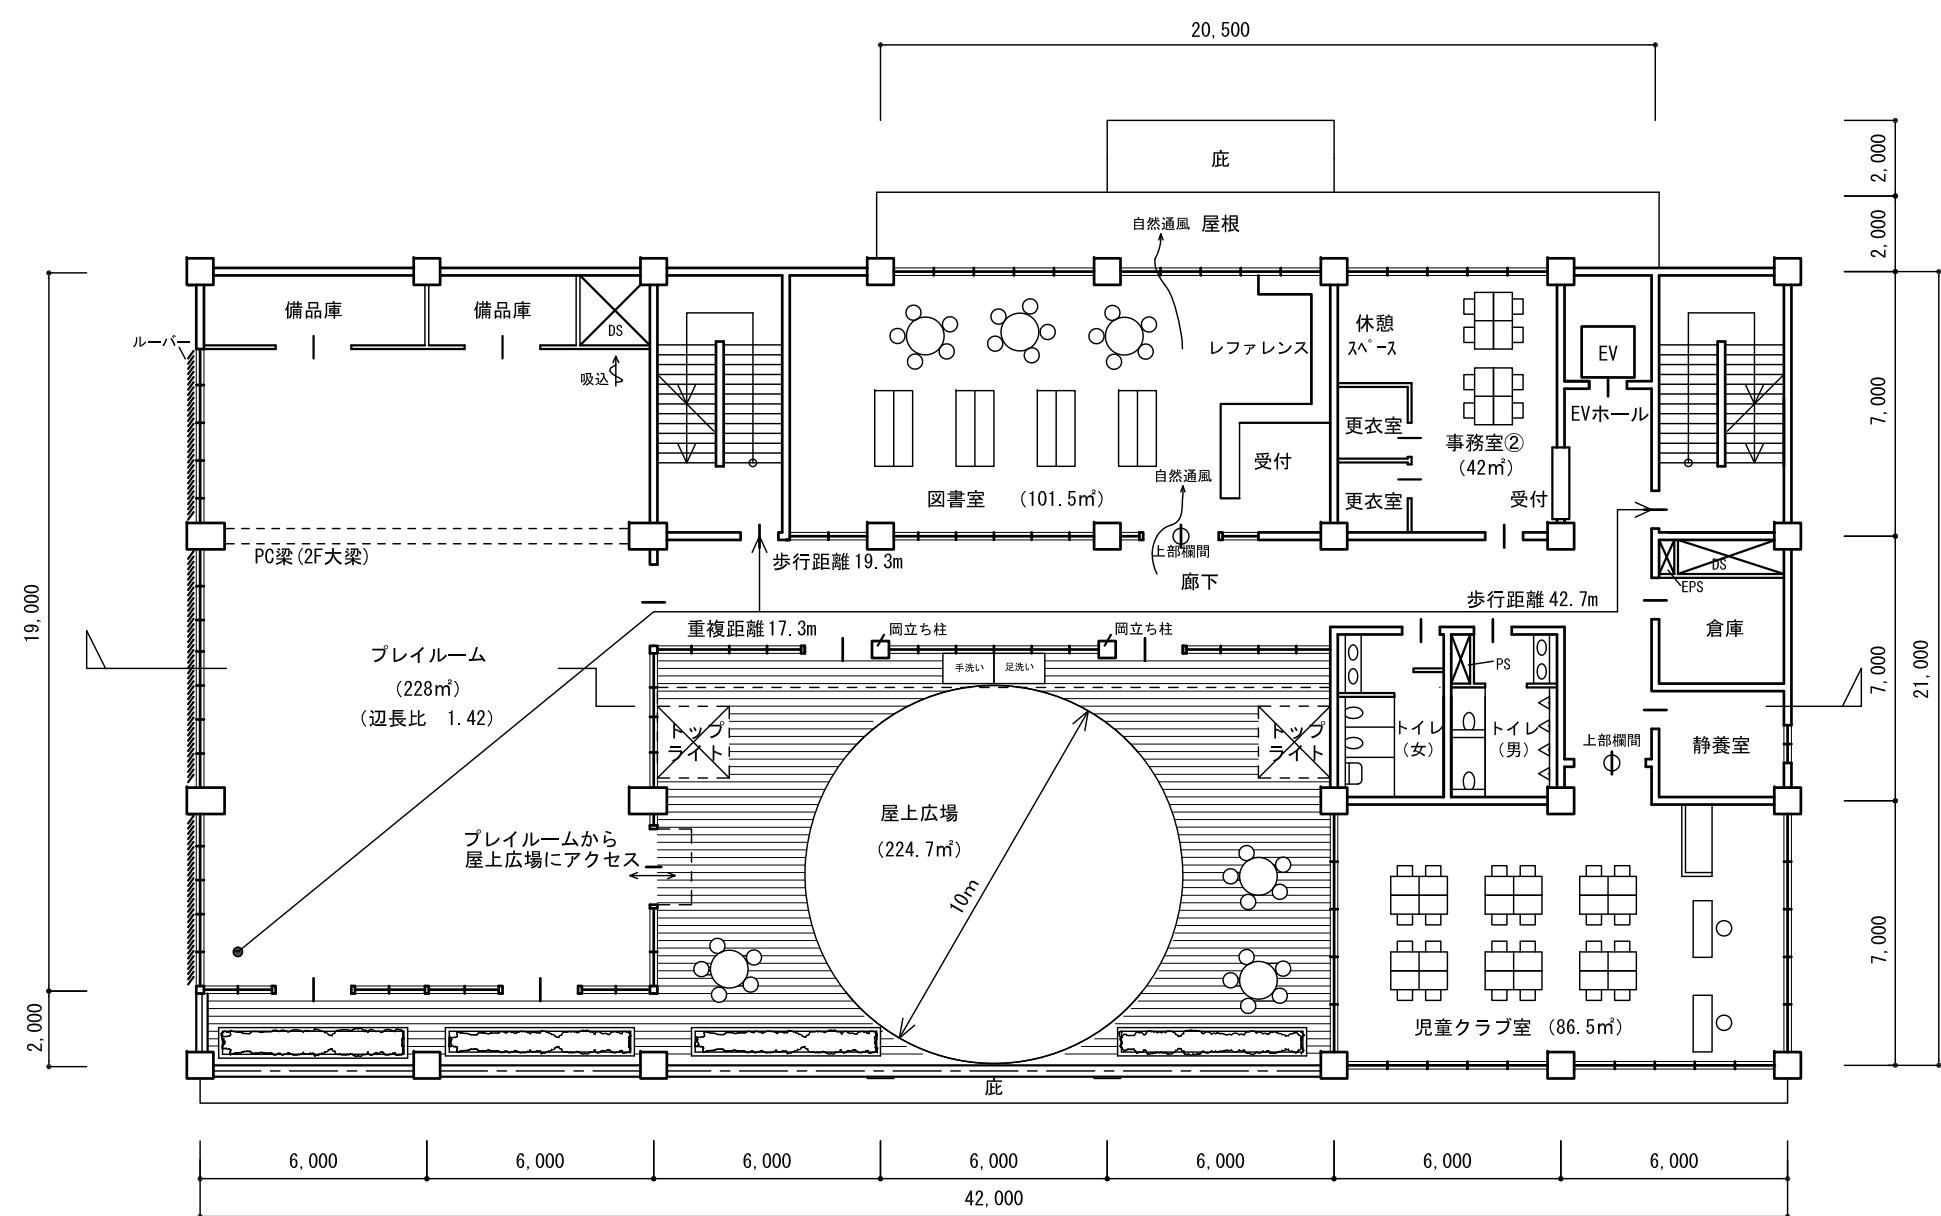 20,500
庇
2,000
自然通風
屋根
2,000
備品庫
備品庫
DS
ルーバー
吸込
レファレンス
休憩
スペース
EV
EVホール
7,000
更衣室
事務室②
(42㎡)
受付
自然通風
図書室 (101.5㎡)
更衣室
受付
PC梁(2F大梁)
歩行距離19.3m
上部欄間
廊下
DS
EPS
歩行距離42.7m
19,000
重複距離17.3m
岡立ち柱
岡立ち柱
倉庫
プレイルーム
(228㎡)
(辺長比 1.42)
手洗い
足洗い
PS
7,000
21,000
トップ
ライト
トップ
ライト
トイレ
(女)
トイレ
(男)
上部欄間
静養室
屋上広場
(224.7㎡)
プレイルームから
屋上広場にアクセス
10m
7,000
2,000
児童クラブ室 (86.5㎡)
庇
6,000
6,000
6,000
6,000
6,000
6,000
6,000
42,000